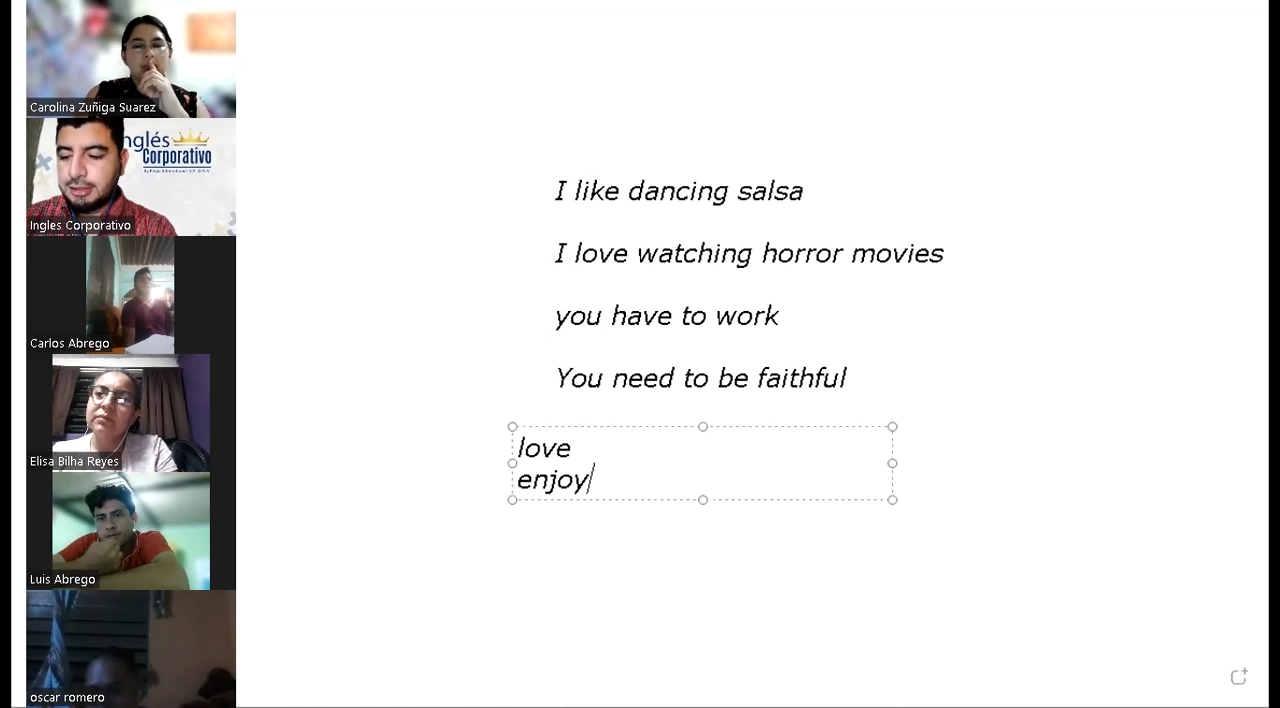 Carolina Zuñiga Suarez
Inglés
Corporativo
Ingles Corporativo
Carlos Abrego
Elisa Bilha Reyes
Luis Abrego
oscar romero
I like dancing salsa
I love watching horror movies
you have to work
You need to be faithful
love
enjoy